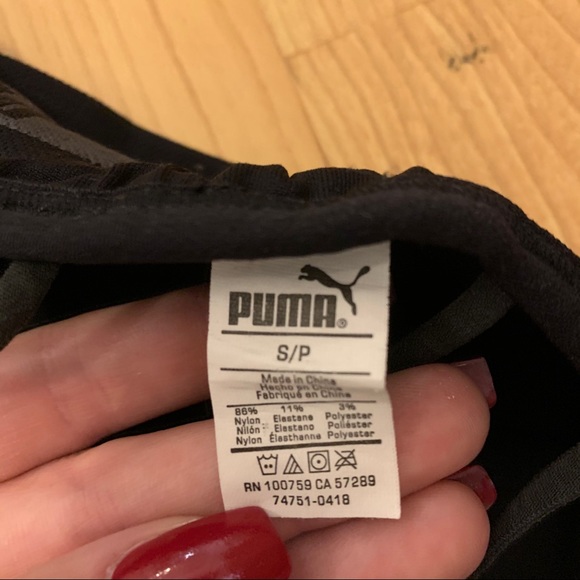 PUMA®
S/P
Made in China
Hecho en China
Fabriqué en China
86% 11% 3%
Nylon Elastane Polyester
Nilón Elastano Poliéster
Nylon Élasthanne Polyester
RN 100759 CA 57289
74751-0418